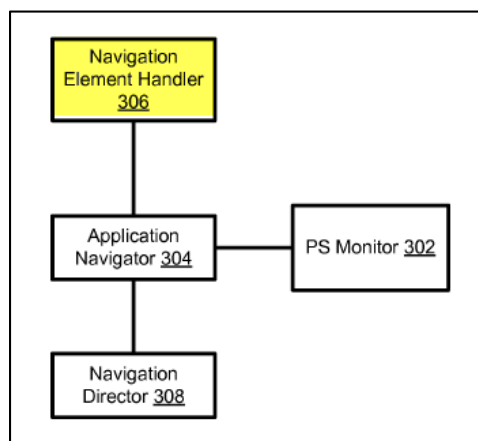 Navigation
Element Handler
306
Application
Navigator 304
PS Monitor 302
Navigation
Director 308